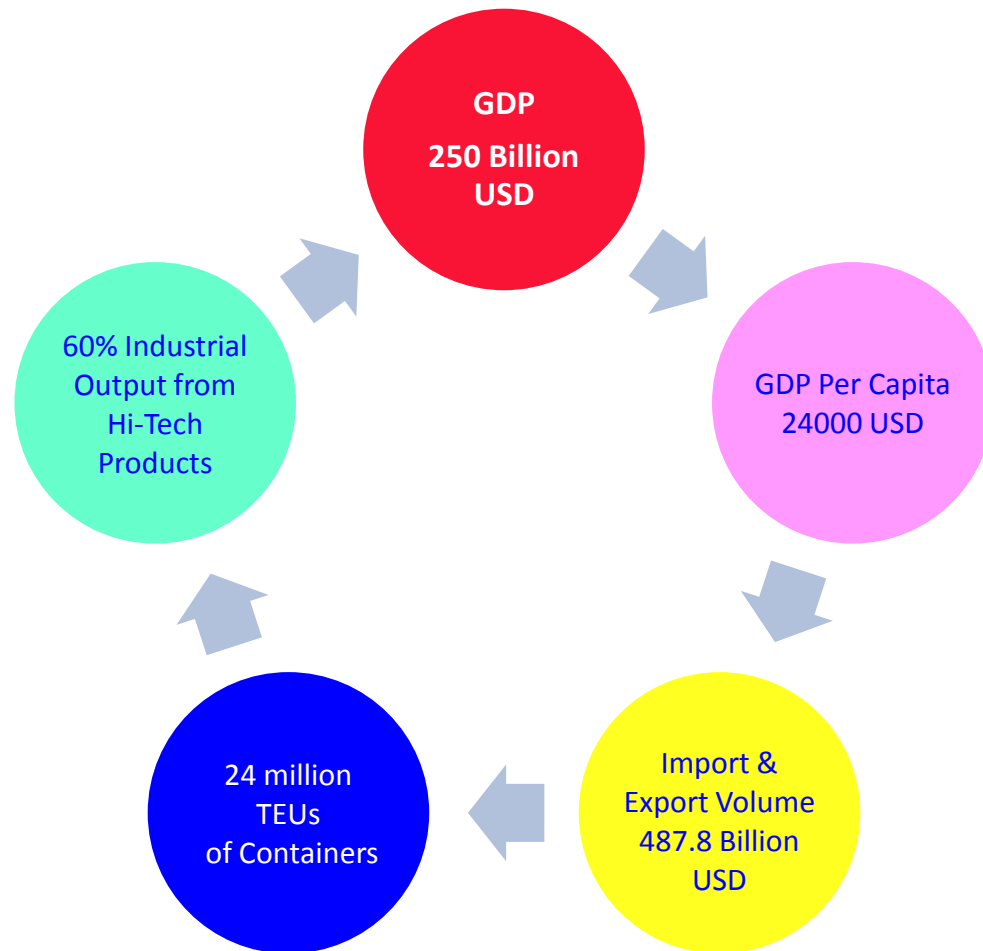 GDP
250 Billion
USD
GDP Per Capita
24000 USD
Import &
Export Volume
487.8 Billion
USD
24 million
TEUs
of Containers
60% Industrial
Output from
Hi-Tech
Products